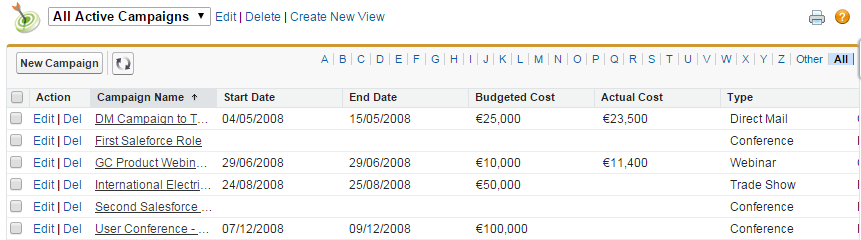 All Active Campaigns Edit | Delete | Create New View
New Campaign A B C D E F G H I J K L M N O P Q R S T U V W X Y Z Other All
Action Campaign Name Start Date End Date Budgeted Cost Actual Cost Type
Edit | Del DM Campaign to T... 04/05/2008 15/05/2008 €25,000 €23,500 Direct Mail
Edit | Del First Saleforce Role Conference
Edit | Del GC Product Webin... 29/06/2008 29/06/2008 €10,000 €11,400 Webinar
Edit | Del International Electri... 24/08/2008 25/08/2008 €50,000 Trade Show
Edit | Del Second Salesforce ... Conference
Edit | Del User Conference - ... 07/12/2008 09/12/2008 €100,000 Conference